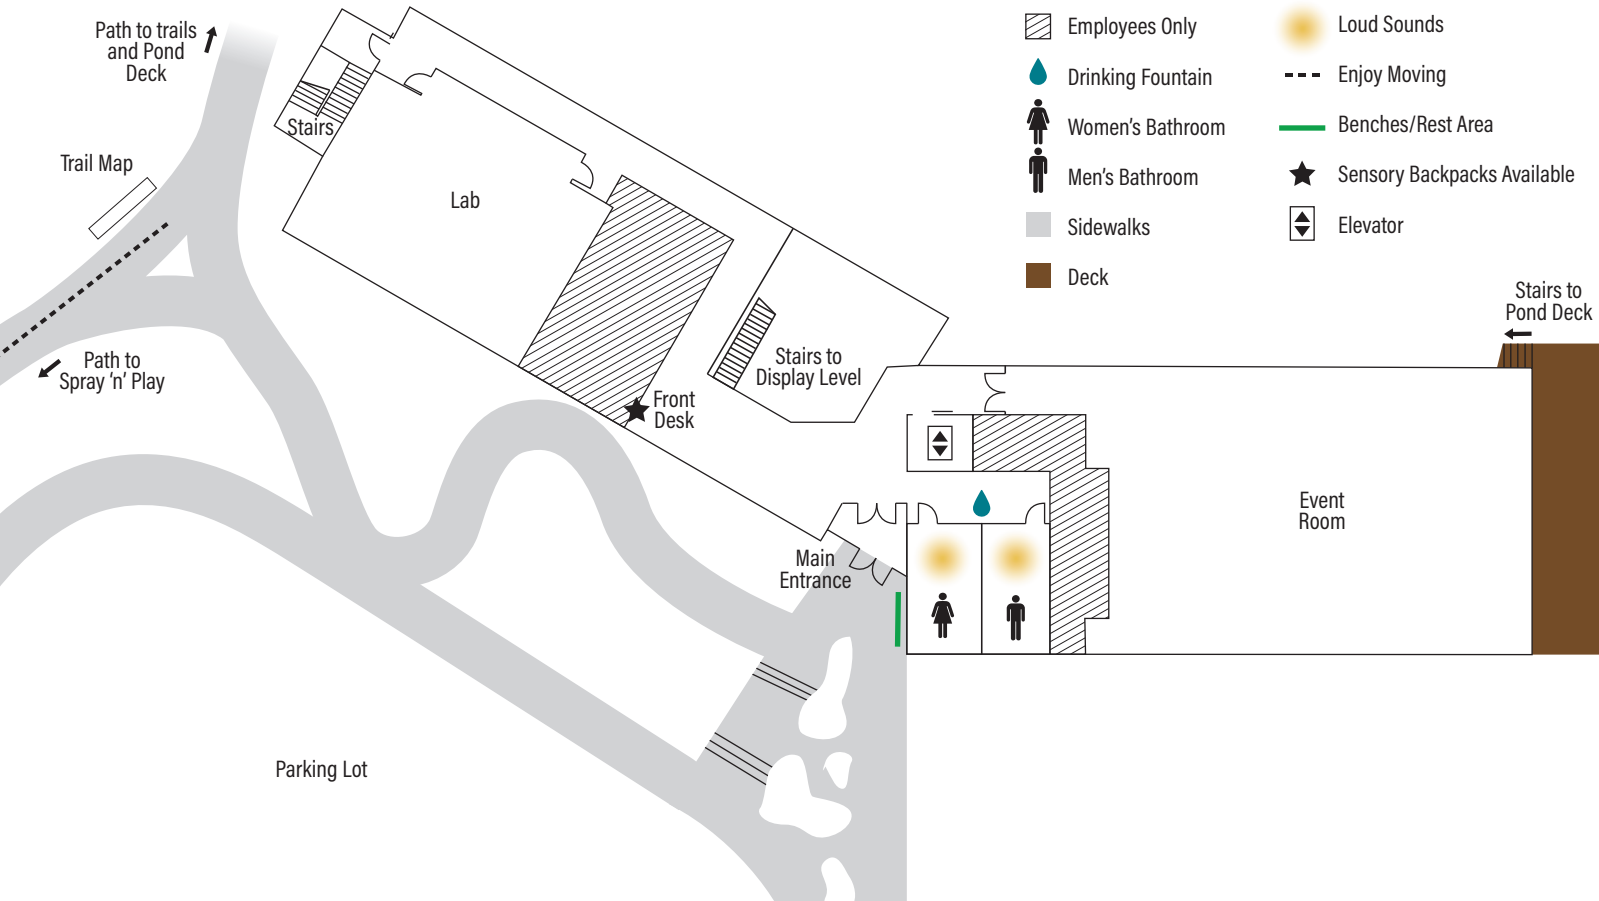 Path to trails
and Pond
Deck
Stairs
Trail Map
Lab
Path to
Spray ‘n’ Play
Front
Desk
Stairs to
Display Level
Main
Entrance
Parking Lot
Event
Room
Stairs to
Pond Deck
Employees Only
Drinking Fountain
Women’s Bathroom
Men’s Bathroom
Sidewalks
Deck
Loud Sounds
Enjoy Moving
Benches/Rest Area
Sensory Backpacks Available
Elevator